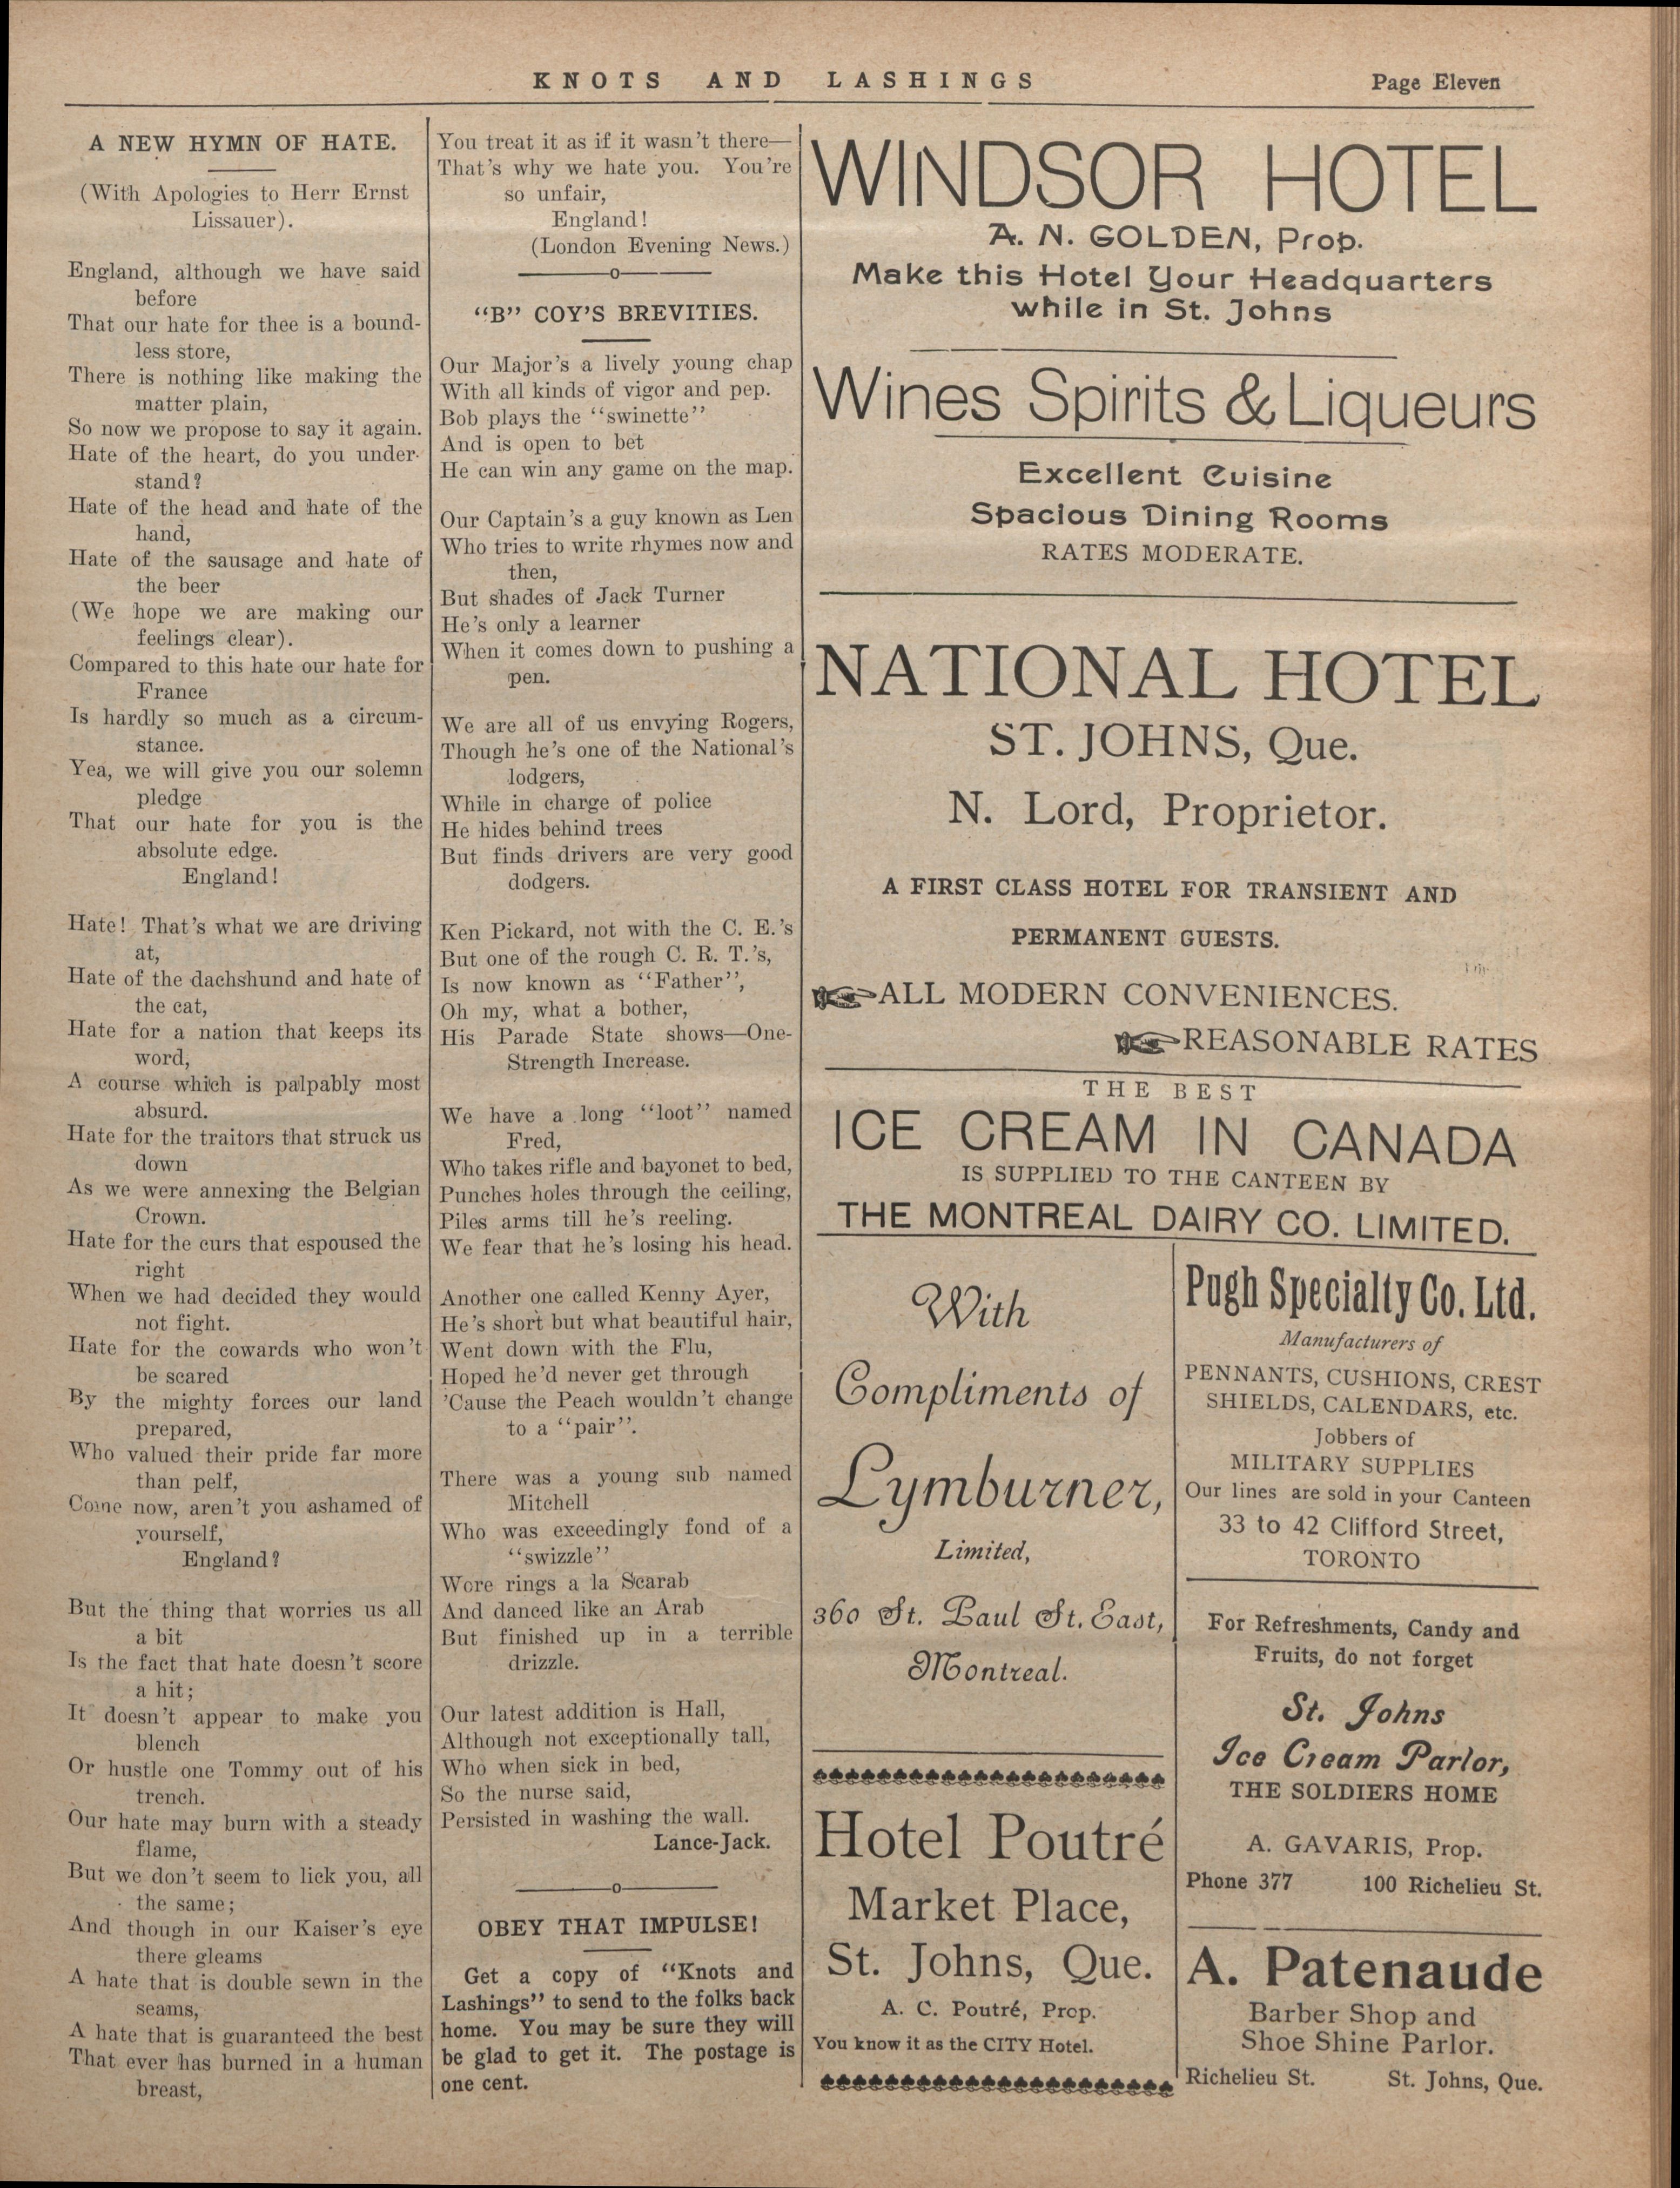 KNOTS AND LASHINGS
Page Eleven
A NEW HYMN OF HATE.
(With Apologies to Herr Ernst
Lissauer).
England, although we have said
before
That our hate for thee is a bound-
less store,
There is nothing like making the
matter plain,
So now we propose to say it again.
Hate of the heart, do you under-
stand?
Hate of the head and hate of the
hand,
Hate of the sausage and hate of
the beer
(We hope we are making our
feelings clear).
Compared to this hate our hate for
France
Is hardly so much as a circum-
stance.
Yea, we will give you our solemn
pledge
That our hate for you is the
absolute edge.
England!
Hate! That's what we are driving
at,
Hate of the dachshund and hate of
the cat,
Hate for a nation that keeps its
word,
A course which is palpably most
absurd.
Hate for the traitors that struck us
down
As we were annexing the Belgian
Crown.
Hate for the curs that espoused the
right
When we had decided they would
not fight.
Hate for the cowards who won't
be scared
By the mighty forces our land
prepared,
Who valued their pride far more
than pelf,
Come now, aren't you ashamed of
yourself,
England?
But the thing that worries us all
a bit
Is the fact that hate doesn't score
a hit;
It doesn't appear to make you
blench
Or hustle one Tommy out of his
trench.
Our hate may burn with a steady
flame,
But we don't seem to lick you, all
the same;
And though in our Kaiser's eye
there gleams
A hate that is double sewn in the
seams,
A hate that is guaranteed the best
That ever has burned in a human
breast,
You treat it as if it wasn't there—
That's why we hate you. You're
so unfair,
England!
(London Evening News.)
"B" COY'S BREVITIES.
Our Major's a lively young chap
With all kinds of vigor and pep.
Bob plays the "swinette"
And is open to bet
He can win any game on the map.
Our Captain's a guy known as Len
Who tries to write rhymes now and
then,
But shades of Jack Turner
He's only a learner
When it comes down to pushing a
pen.
We are all of us envying Rogers,
Though he's one of the National's
lodgers,
While in charge of police
He hides behind trees
But finds drivers are very good
dodgers.
Ken Pickard, not with the C. E.'s
But one of the rough C. R. T.'s,
Is now known as "Father",
Oh my, what a bother,
His Parade State shows—One-
Strength Increase.
We have a long "loot" named
Fred,
Who takes rifle and bayonet to bed,
Punches holes through the ceiling,
Piles arms till he's reeling.
We fear that he's losing his head.
Another one called Kenny Ayer,
He's short but what beautiful hair,
Went down with the Flu,
Hoped he'd never get through
'Cause the Peach wouldn't change
to a "pair".
There was a young sub named
Mitchell
Who was exceedingly fond of a
"swizzle"
Wore rings a la Scarab
And danced like an Arab
But finished up in a terrible
drizzle.
Our latest addition is Hall,
Although not exceptionally tall,
Who when sick in bed,
So the nurse said,
Persisted in washing the wall.
Lance-Jack.
OBEY THAT IMPULSE!
Get a copy of "Knots and
Lashings" to send to the folks back
home. You may be sure they will
be glad to get it. The postage is
one cent.
WINDSOR HOTEL
A. N. GOLDEN, Prop.
Make this Hotel Your Headquarters
while in St. Johns
Wines Spirits & Liqueurs
Excellent Cuisine
Spacious Dining Rooms
RATES MODERATE.
NATIONAL HOTEL
ST. JOHNS, Que.
N. Lord, Proprietor.
A FIRST CLASS HOTEL FOR TRANSIENT AND
PERMANENT GUESTS.
ALL MODERN CONVENIENCES.
REASONABLE RATES
THE BEST
ICE CREAM IN CANADA
IS SUPPLIED TO THE CANTEEN BY
THE MONTREAL DAIRY CO. LIMITED.
With
Compliments of
Lymburner,
Limited,
360 St. Paul St. East,
Montreal.
Hotel Poutré
Market Place,
St. Johns, Que.
A. C. Poutré, Prop.
You know it as the CITY Hotel.
Pugh Specialty Co. Ltd.
Manufacturers of
PENNANTS, CUSHIONS, CREST
SHIELDS, CALENDARS, etc.
Jobbers of
MILITARY SUPPLIES
Our lines are sold in your Canteen
33 to 42 Clifford Street,
TORONTO
For Refreshments, Candy and
Fruits, do not forget
St. Johns
Ice Cream Parlor,
THE SOLDIERS HOME
A. GAVARIS, Prop.
Phone 377 100 Richelieu St.
A. Patenaude
Barber Shop and
Shoe Shine Parlor.
Richelieu St. St. Johns, Que.